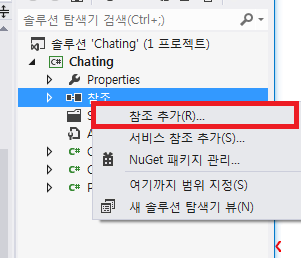 솔루션 탐색기 검색(Ctrl+;)
솔루션 'Chating' (1 프로젝트)
C# Chating
Properties
참조
참조 추가(R)...
서비스 참조 추가(S)...
NuGet 패키지 관리...
여기까지 범위 지정(S)
새 솔루션 탐색기 뷰(N)
S
A
C# C
C# C
C# P